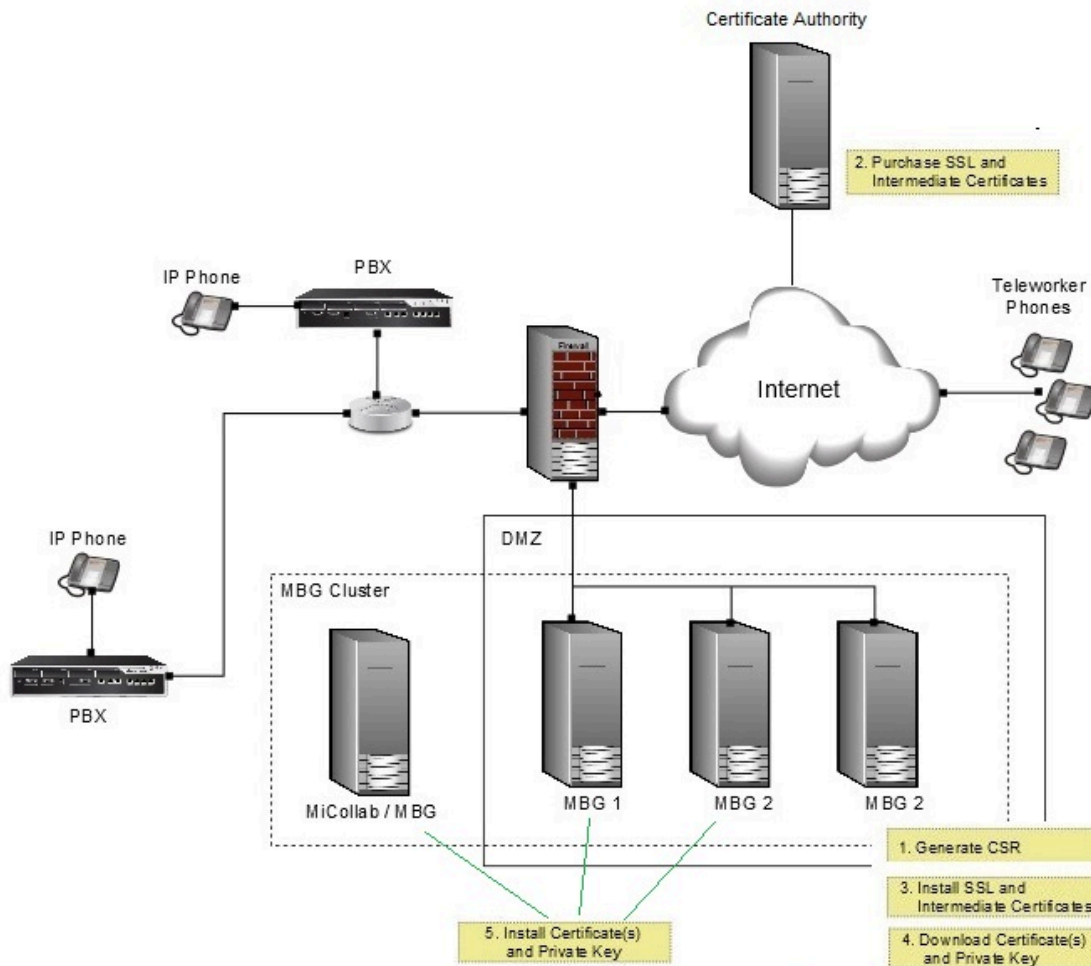 Certificate Authority
2. Purchase SSL and
Intermediate Certificates
IP Phone
PBX
Teleworker
Phones
Firewall
Internet
IP Phone
DMZ
MBG Cluster
PBX
MiCollab / MBG
MBG 1
MBG 2
MBG 2
1. Generate CSR
3. Install SSL and
Intermediate Certificates
5. Install Certificate(s)
and Private Key
4. Download Certificate(s)
and Private Key